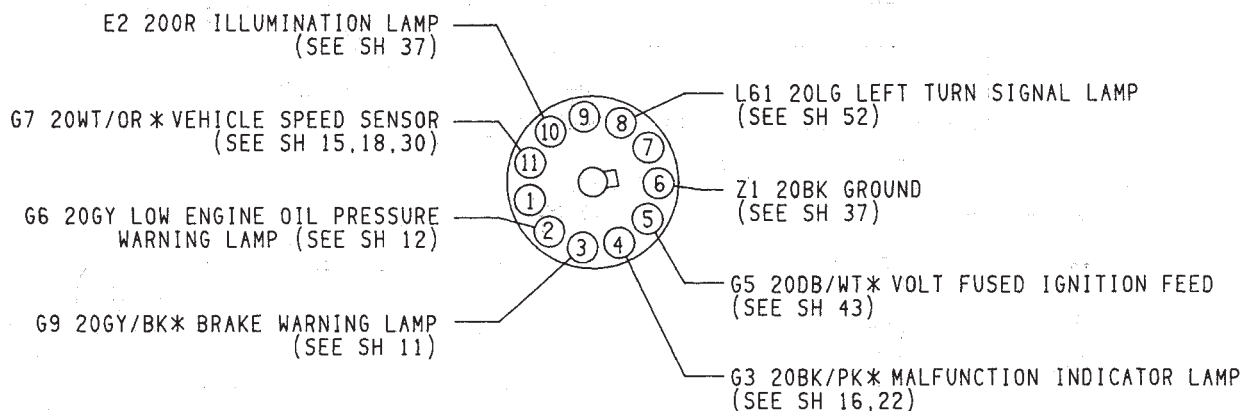 E2 20OR ILLUMINATION LAMP
(SEE SH 37)
G7 20WT/OR* VEHICLE SPEED SENSOR
(SEE SH 15,18,30)
G6 20GY LOW ENGINE OIL PRESSURE
WARNING LAMP (SEE SH 12)
G9 20GY/BK* BRAKE WARNING LAMP
(SEE SH 11)
9
8
10
7
11
6
1
5
2
3
4
L61 20LG LEFT TURN SIGNAL LAMP
(SEE SH 52)
Z1 20BK GROUND
(SEE SH 37)
G5 20DB/WT* VOLT FUSED IGNITION FEED
(SEE SH 43)
G3 20BK/PK* MALFUNCTION INDICATOR LAMP
(SEE SH 16,22)